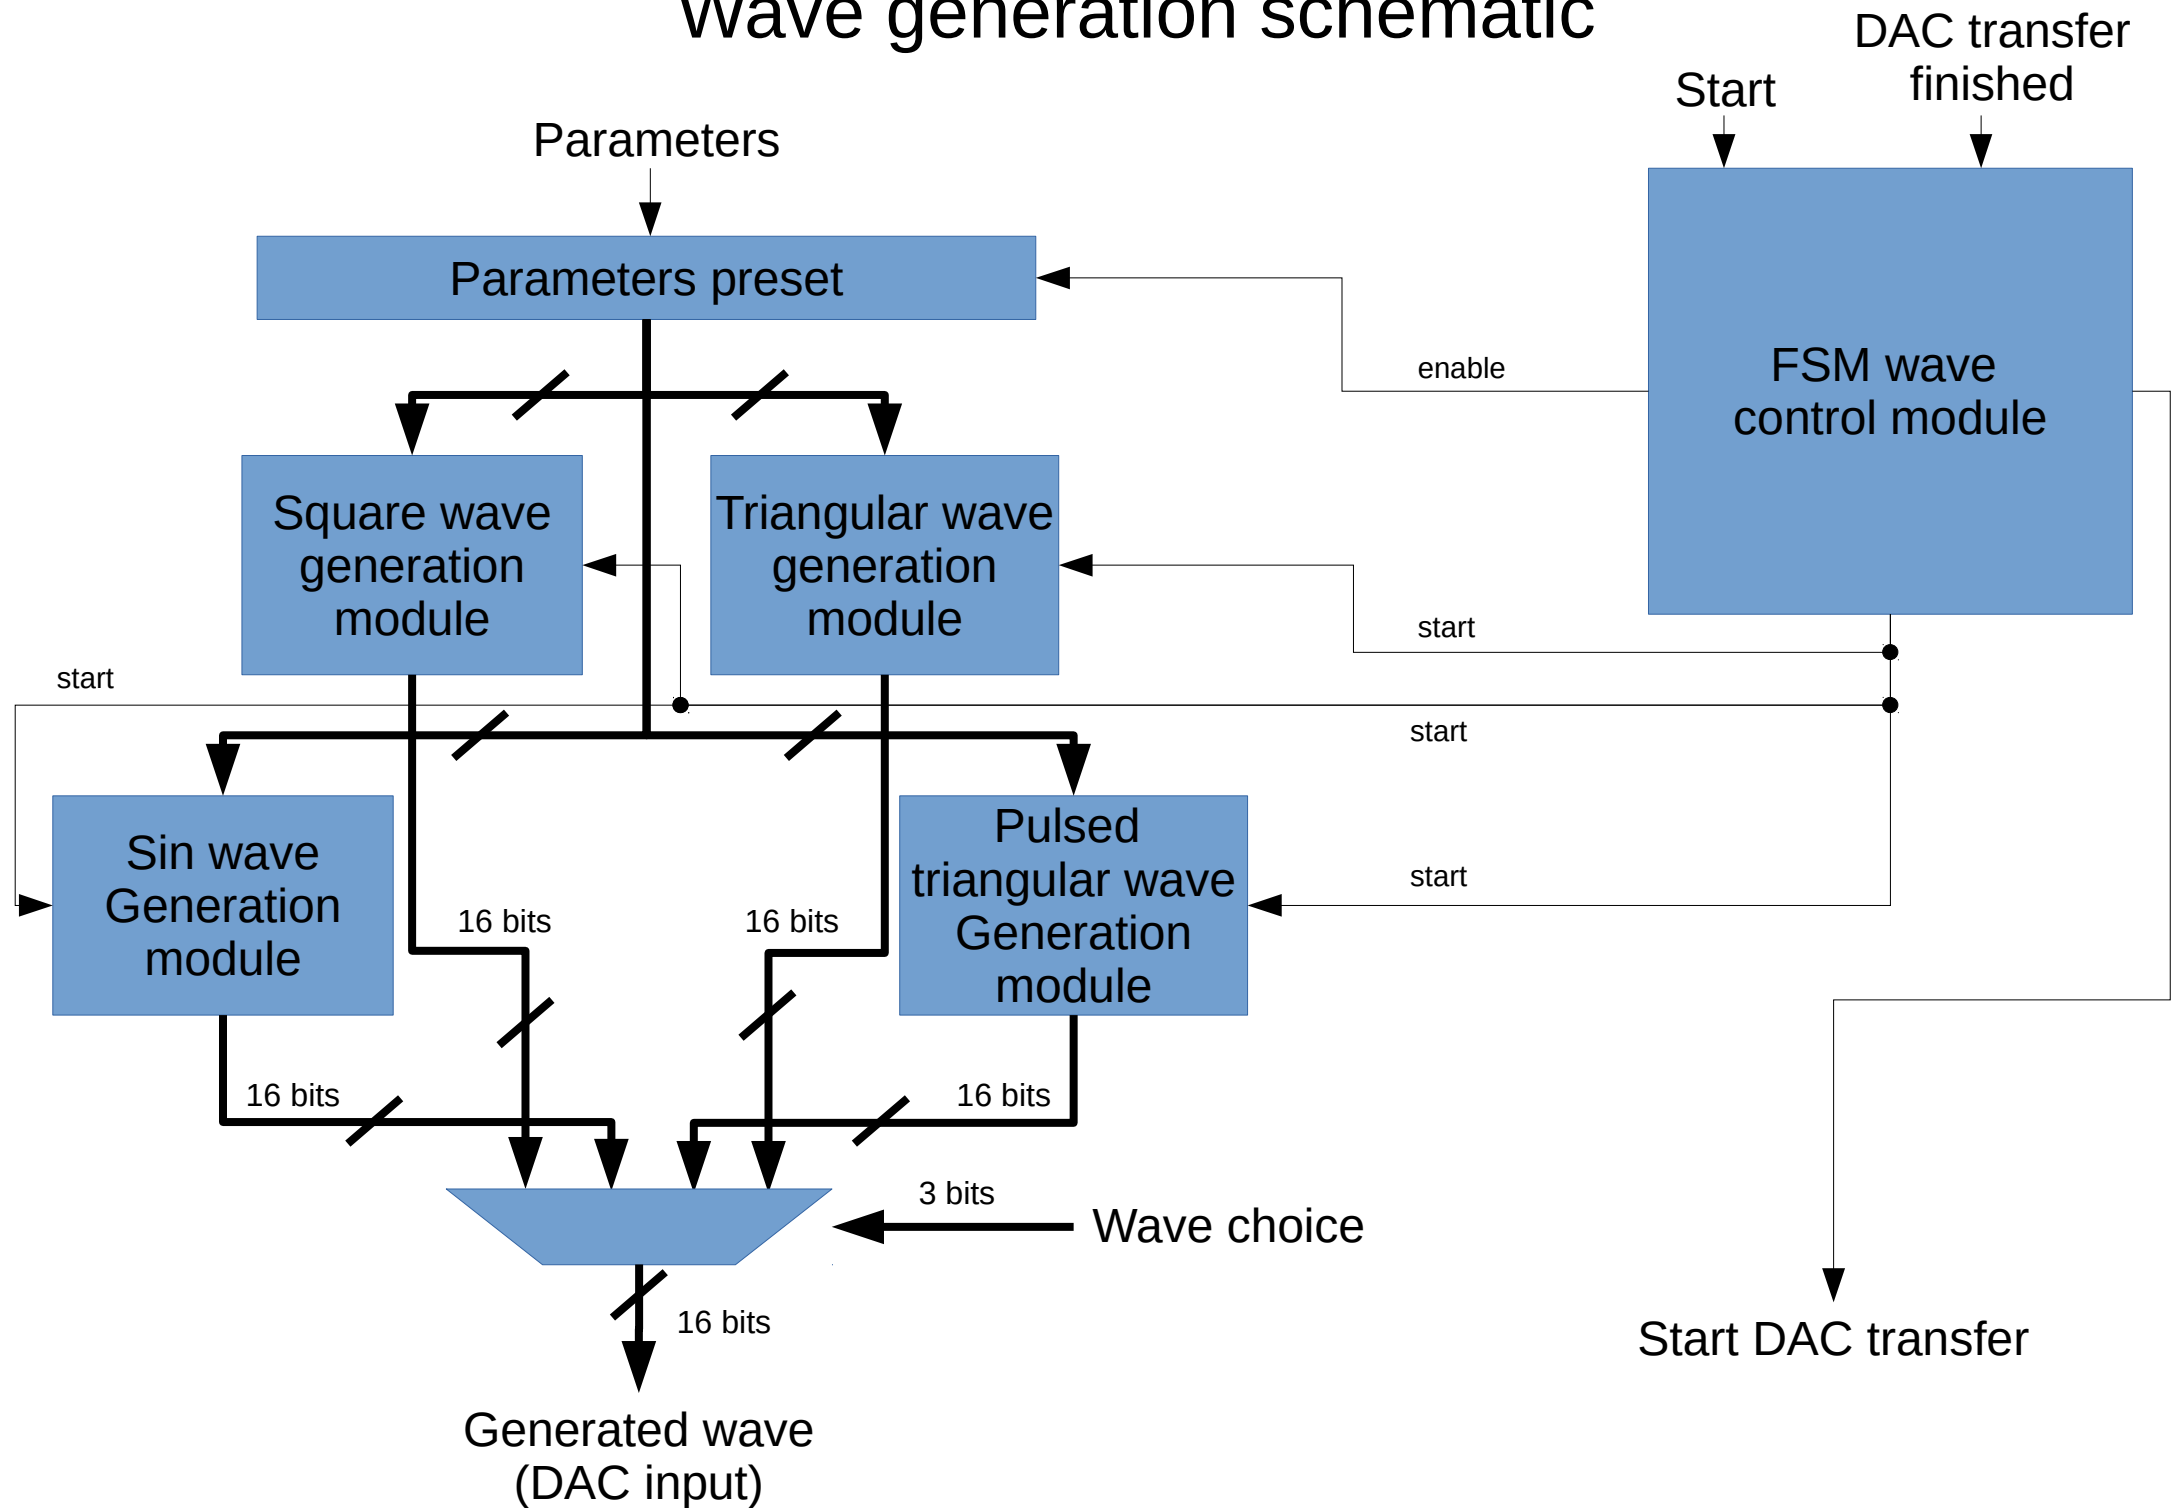 Wave generation schematic
DAC transfer
finished
Start
Parameters
Parameters preset
enable
FSM wave
control module
Square wave
generation
module
Triangular wave
generation
module
start
start
start
Sin wave
Generation
module
Pulsed
triangular wave
Generation
module
start
16 bits
16 bits
16 bits
16 bits
3 bits
Wave choice
16 bits
Start DAC transfer
Generated wave
(DAC input)